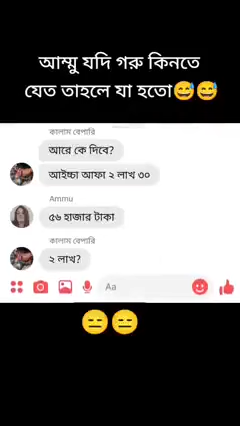 আম্মু যদি গরু কিনতে
যেত তাহলে যা হতো😅😅
কালাম বেপারি
আরে কে দিবে?
আইচ্চা আফা ২ লাখ ৩০
Ammu
৫৬ হাজার টাকা
কালাম বেপারি
২ লাখ?
Aa
😑😑